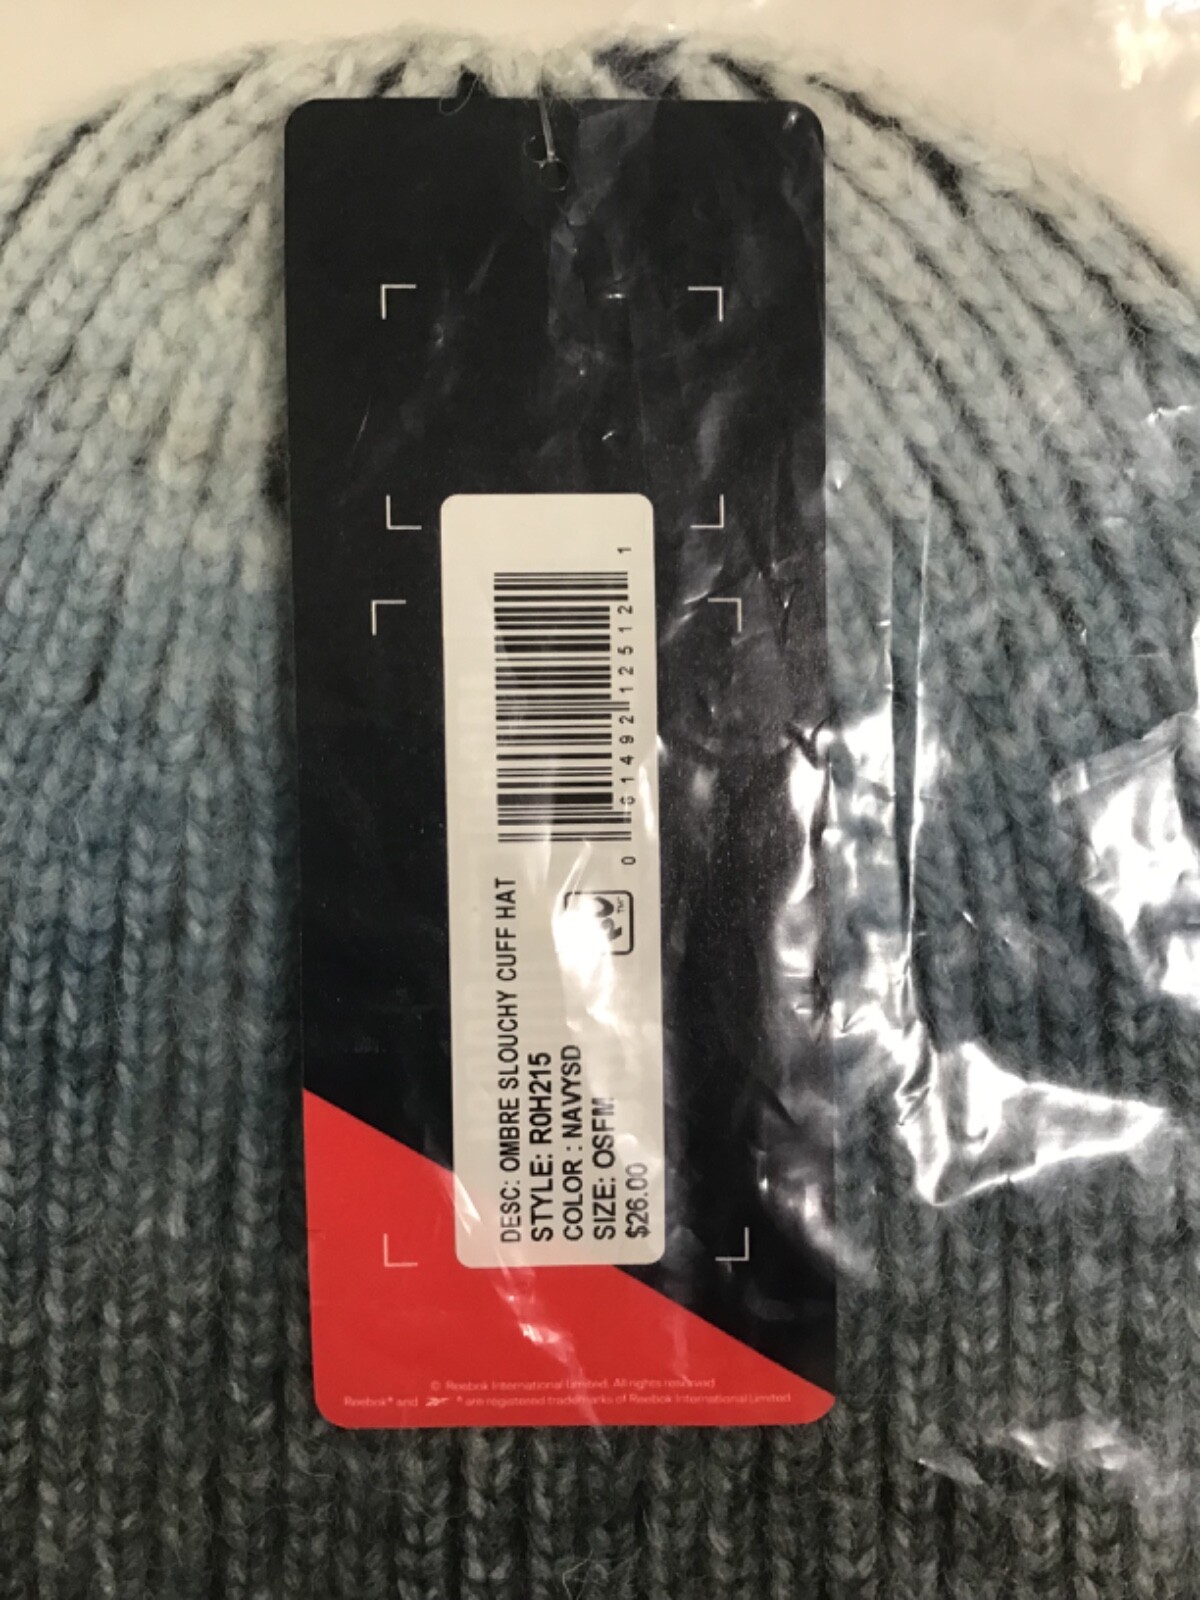 0 61492 12512 1
DESC: OMBRE SLOUCHY CUFF HAT
STYLE: R0H215
COLOR : NAVYSD
SIZE: OSFM
$26.00
TM
© Reebok International Limited. All rights reserved
Reebok® and ® are registered trademarks of Reebok International Limited